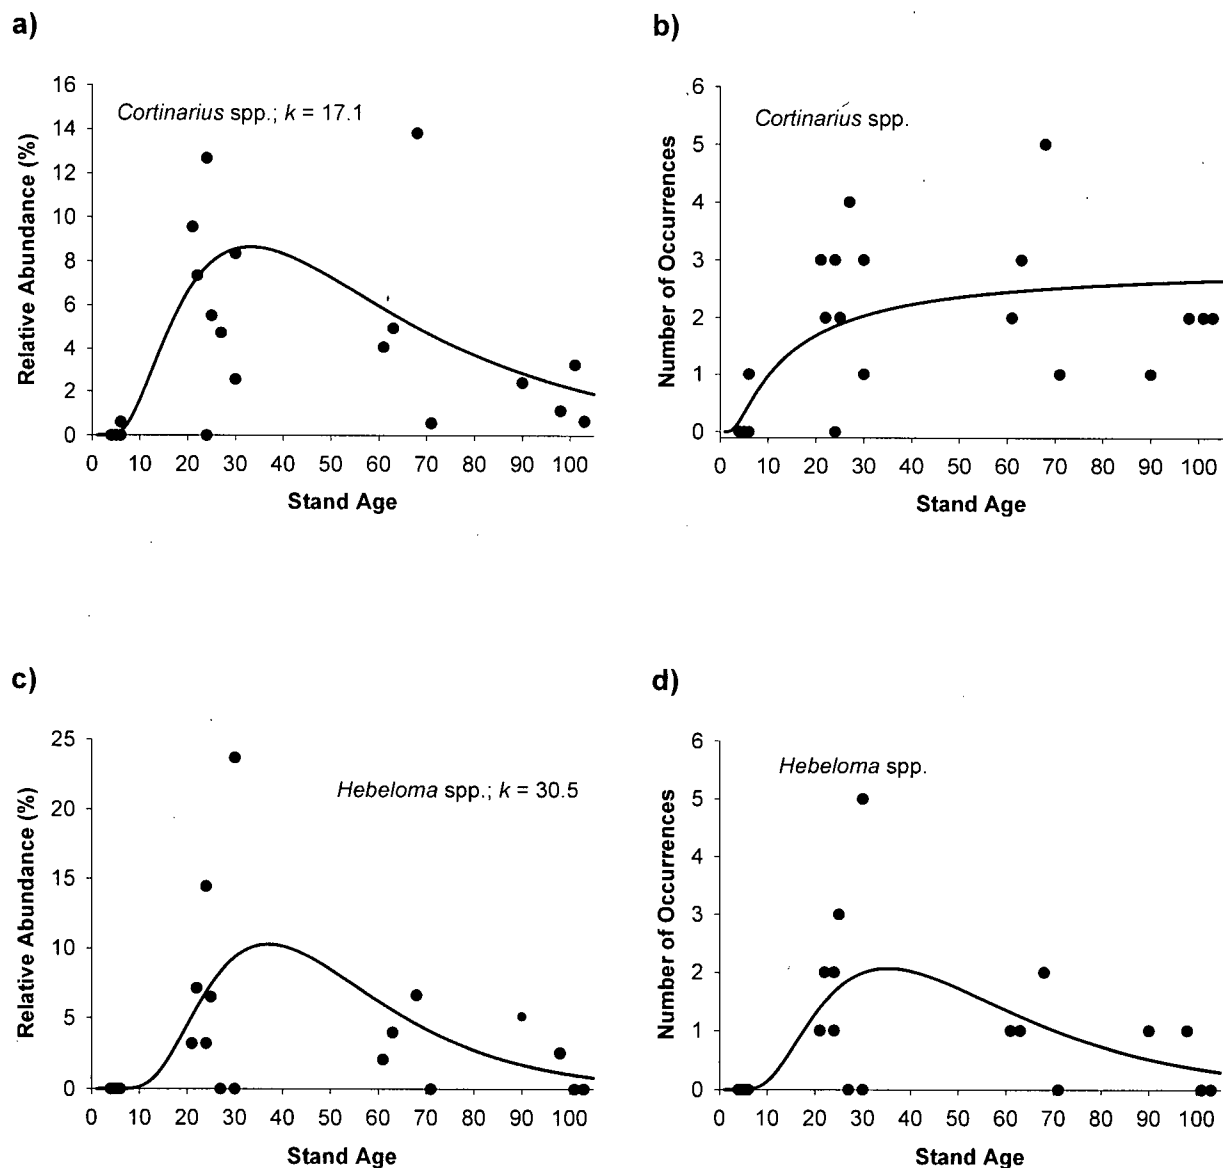 a)
Relative Abundance (%)
16
14
12
10
8
6
4
2
0
Cortinarius spp.; k = 17.1
0 10 20 30 40 50 60 70 80 90 100
Stand Age
b)
Number of Occurrences
6
5
4
3
2
1
0
Cortinarius spp.
0 10 20 30 40 50 60 70 80 90 100
Stand Age
c)
Relative Abundance (%)
25
20
15
10
5
0
Hebeloma spp.; k = 30.5
0 10 20 30 40 50 60 70 80 90 100
Stand Age
d)
Number of Occurrences
6
5
4
3
2
1
0
Hebeloma spp.
0 10 20 30 40 50 60 70 80 90 100
Stand Age